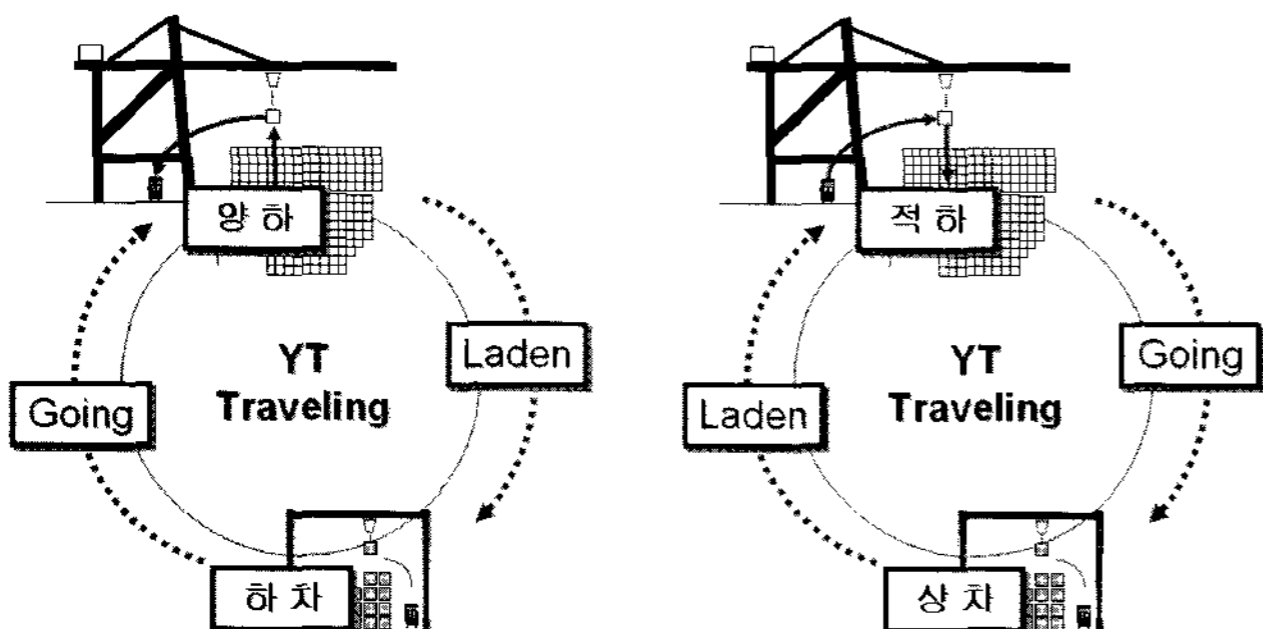 양 하
Laden
YT
Traveling
Going
하 차
적 하
Going
YT
Traveling
Laden
상 차